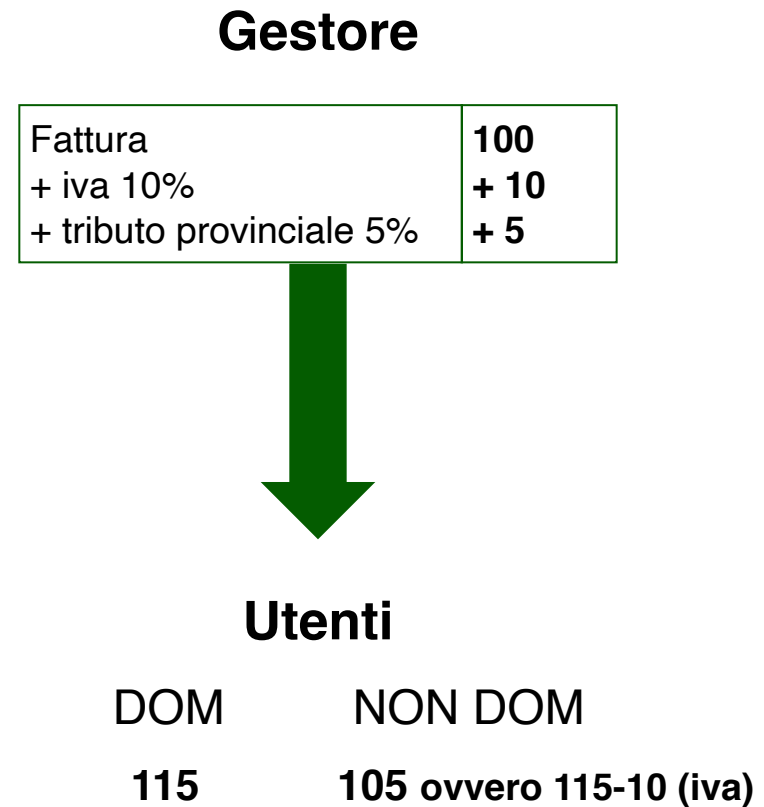 Gestore
Fattura 100
+ iva 10% + 10
+ tributo provinciale 5% + 5
Utenti
DOM NON DOM
115 105 ovvero 115-10 (iva)